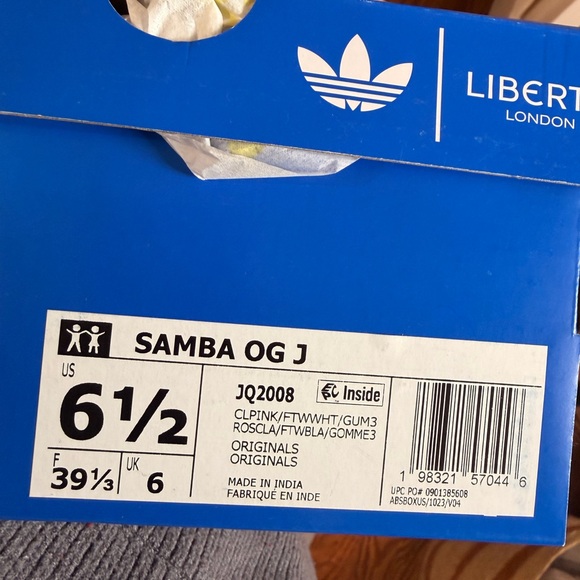 LIBERT
LONDON
SAMBA OG J
US
6½
F
39⅓
UK
6
JQ2008
Inside
CLPINK/FTWWHT/GUM3
ROSCLA/FTWBLA/GOMME3
ORIGINALS
ORIGINALS
MADE IN INDIA
FABRIQUÉ EN INDE
1 98321 57044 6
UPC PO# 0901385608
ABSBOXUS/1023/V04